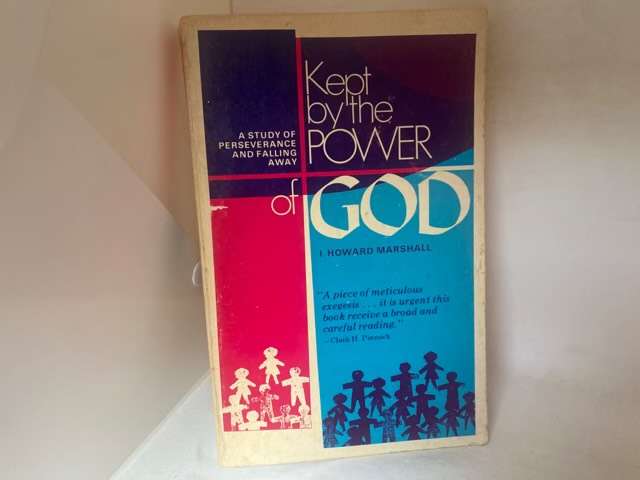 Kept
by the
POWER
of GOD
A STUDY OF
PERSEVERANCE
AND FALLING
AWAY
I. HOWARD MARSHALL
"A piece of meticulous
exegesis . . . it is urgent this
book receive a broad and
careful reading."
—Clark H. Pinnock